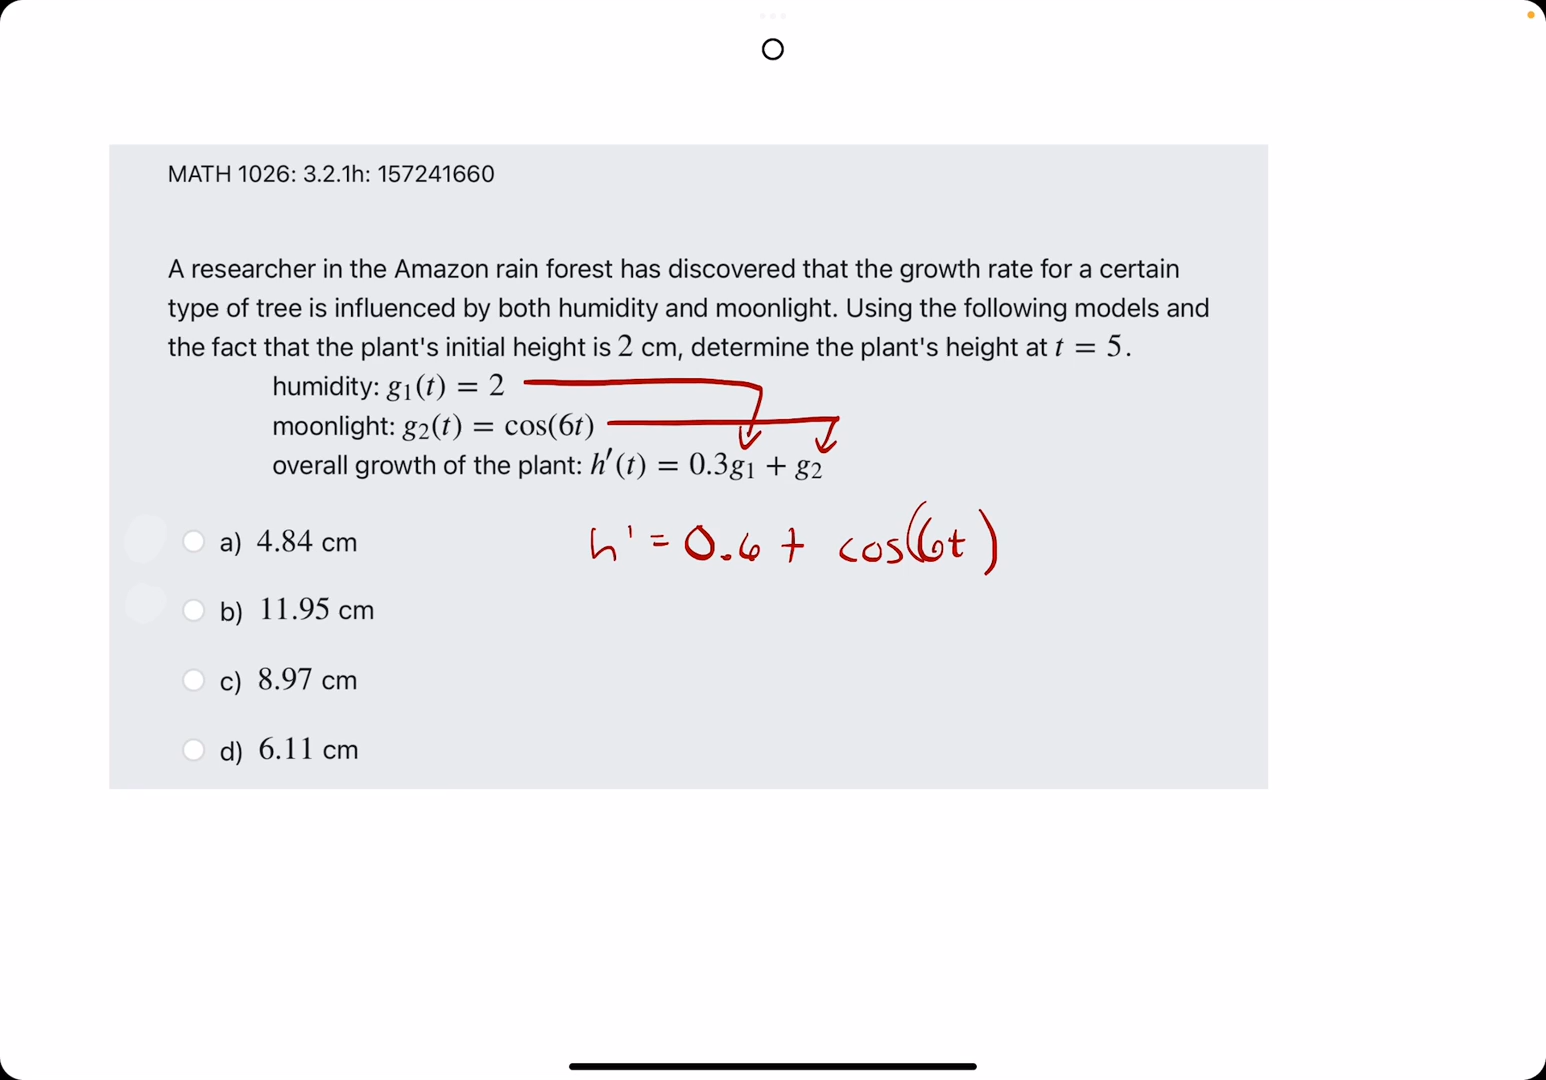 MATH 1026: 3.2.1h: 157241660
A researcher in the Amazon rain forest has discovered that the growth rate for a certain
type of tree is influenced by both humidity and moonlight. Using the following models and
the fact that the plant's initial height is 2 cm, determine the plant's height at t = 5.
humidity: g₁(t) = 2
moonlight: g₂(t) = cos(6t)
overall growth of the plant: h′(t) = 0.3g₁ + g₂
h' = 0.6 + cos(6t)
a) 4.84 cm
b) 11.95 cm
c) 8.97 cm
d) 6.11 cm